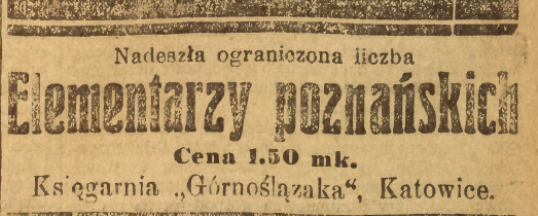 Nadeszła ograniczona liczba
Elementarzy poznańskich
Cena 1.50 mk.
Księgarnia „Górnoślązaka“, Katowice.